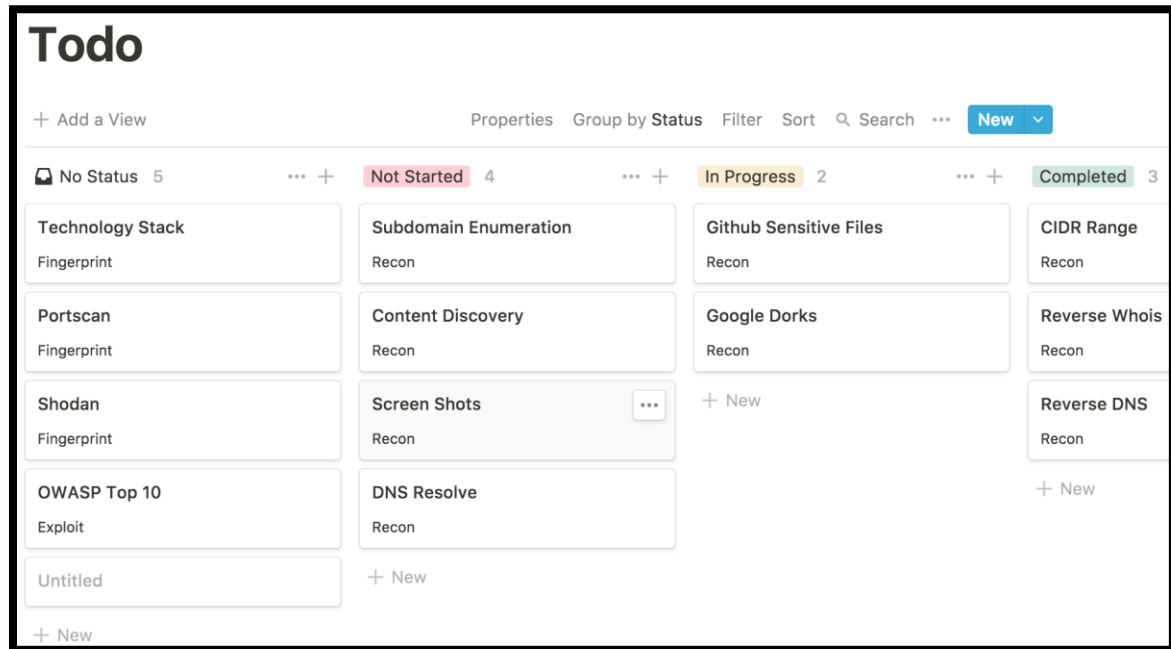 Todo
+ Add a View
Properties Group by Status Filter Sort Search ... New
No Status 5 ... +
Technology Stack
Fingerprint
Portscan
Fingerprint
Shodan
Fingerprint
OWASP Top 10
Exploit
Untitled
+ New
Not Started 4 ... +
Subdomain Enumeration
Recon
Content Discovery
Recon
Screen Shots ...
Recon
DNS Resolve
Recon
+ New
In Progress 2 ... +
Github Sensitive Files
Recon
Google Dorks
Recon
+ New
Completed 3
CIDR Range
Recon
Reverse Whois
Recon
Reverse DNS
Recon
+ New